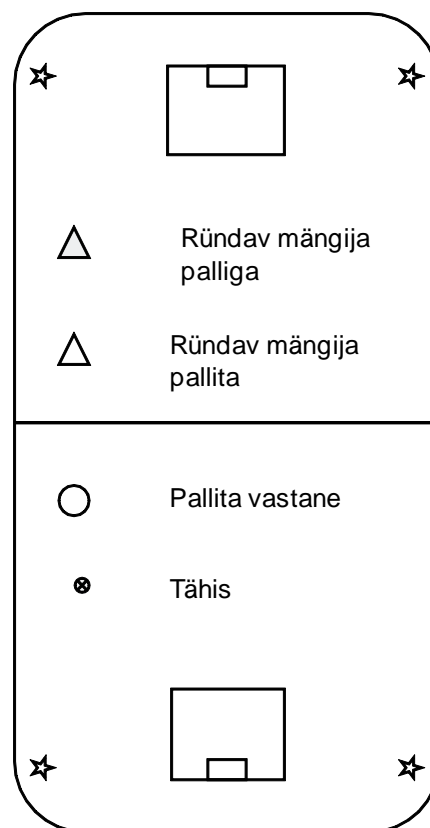 Ründav mängija
palliga
Ründav mängija
pallita
Pallita vastane
Tähis